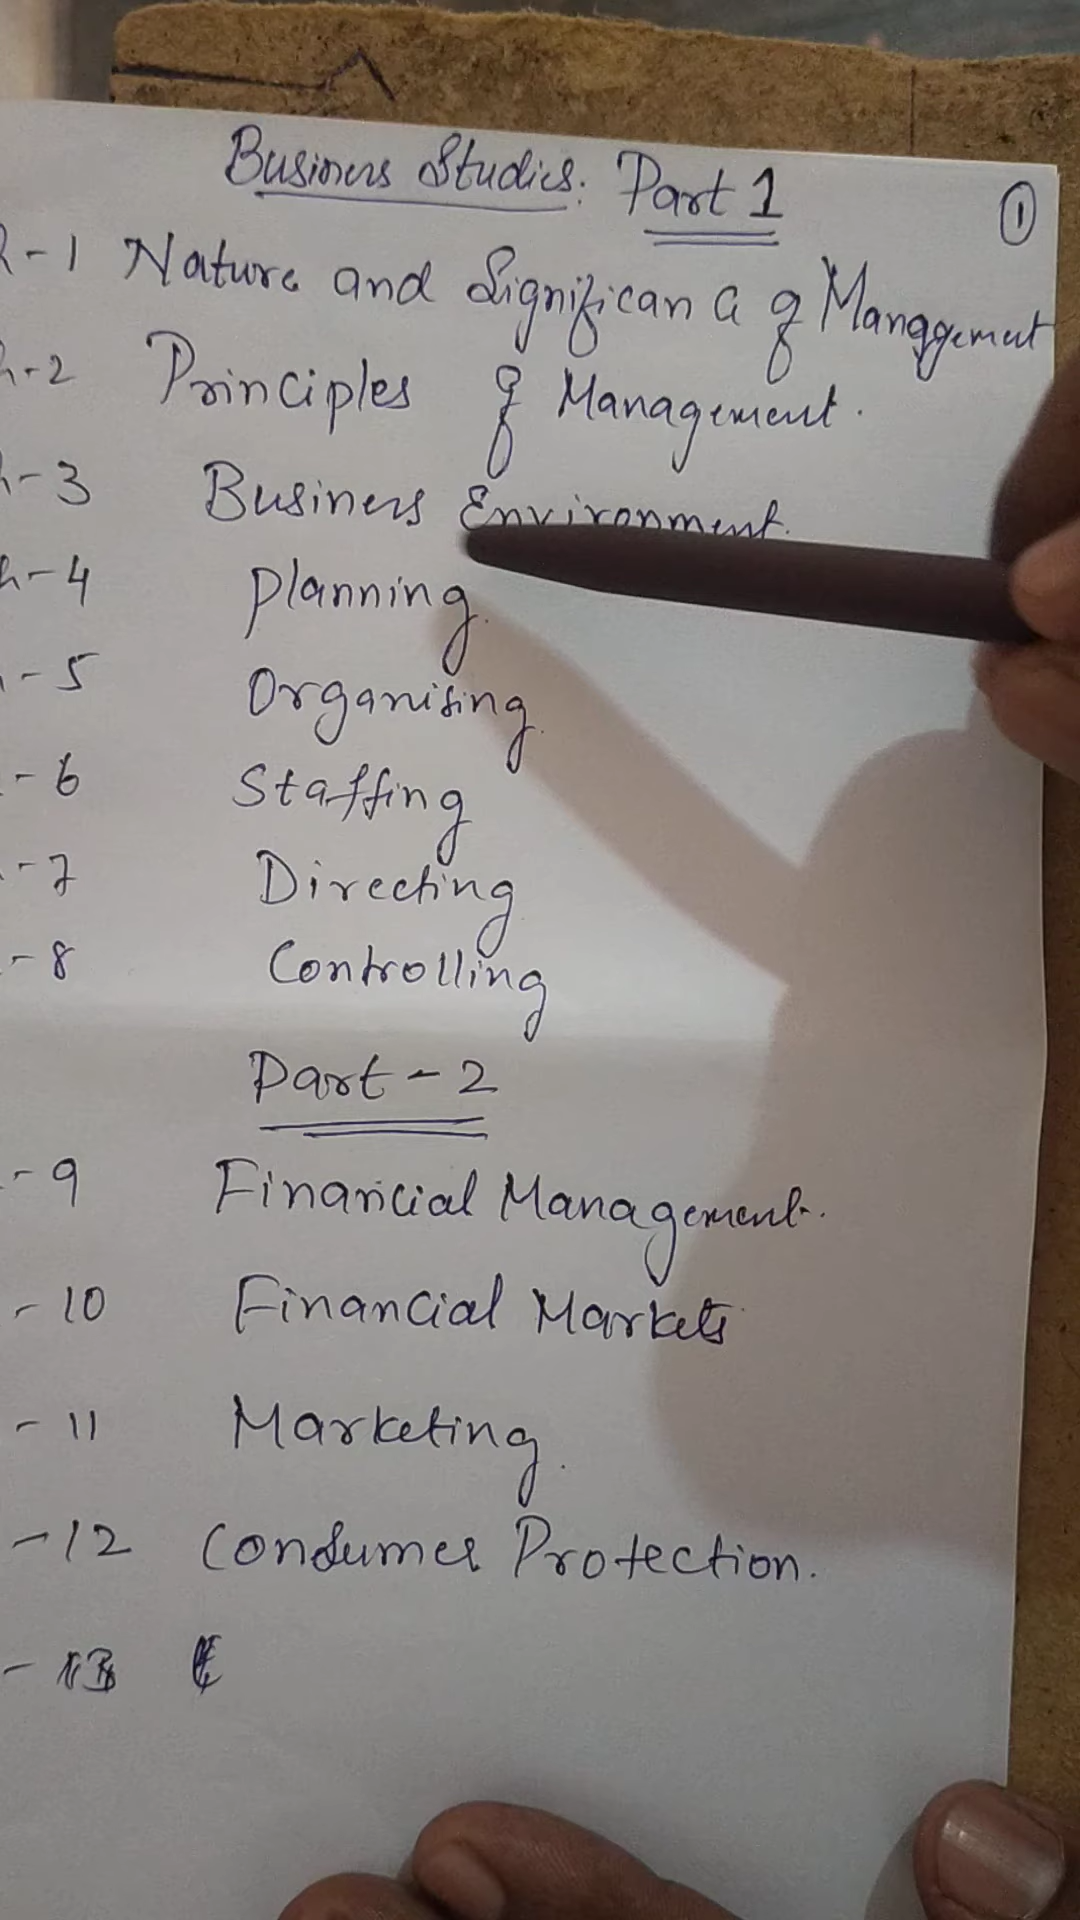 Business Studies: Part 1
1
h-1 Nature and Significance of Management
h-2 Principles of Management.
h-3 Business Environment.
h-4 Planning.
h-5 Organising.
-6 Staffing
-7 Directing
-8 Controlling
Part - 2
-9 Financial Management.
-10 Financial Markets
-11 Marketing.
-12 Consumer Protection.
-13